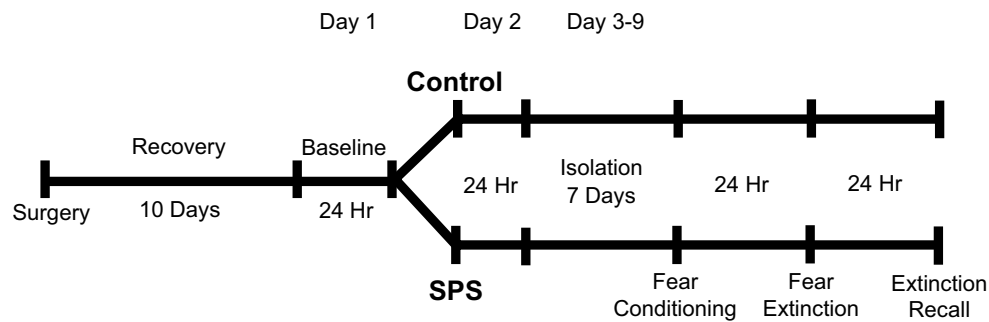 Day 1
Day 2
Day 3-9
Control
Recovery
Baseline
Isolation
7 Days
24 Hr
24 Hr
24 Hr
Surgery
10 Days
24 Hr
SPS
Fear
Conditioning
Fear
Extinction
Extinction
Recall